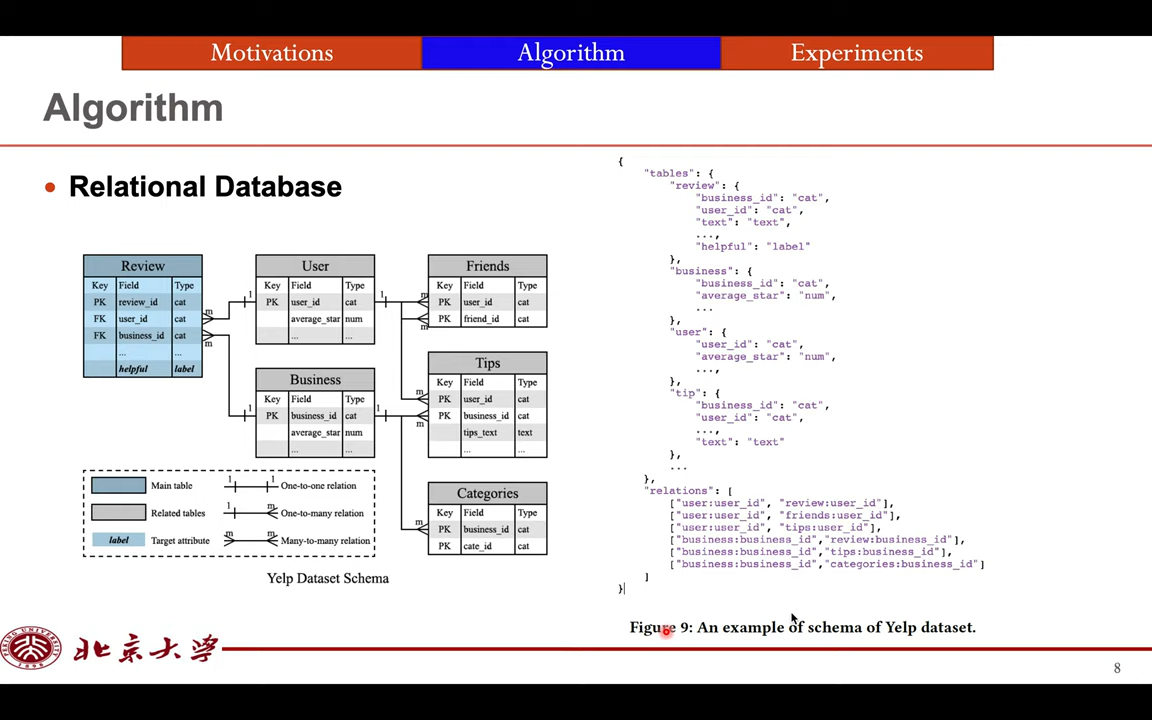 Motivations
Algorithm
Experiments
Algorithm
• Relational Database
Review
Key Field Type
PK review_id cat
FK user_id cat
FK business_id cat
... ...
helpful label
User
Key Field Type
PK user_id cat
average_star num
... ...
Business
Key Field Type
PK business_id cat
average_star num
... ...
Friends
Key Field Type
PK user_id cat
PK friend_id cat
Tips
Key Field Type
PK user_id cat
PK business_id cat
tips_text text
... ...
Categories
Key Field Type
PK business_id cat
PK cate_id cat
m
m
1
1
1
1
m
m
m
m
m
Main table
1 1 One-to-one relation
Related tables
1 m One-to-many relation
label Target attribute
m m Many-to-many relation
Yelp Dataset Schema
{
"tables": {
"review": {
"business_id": "cat",
"user_id": "cat",
"text": "text",
...,
"helpful": "label"
},
"business": {
"business_id": "cat",
"average_star": "num",
...
},
"user": {
"user_id": "cat",
"average_star": "num",
...,
},
"tip": {
"business_id": "cat",
"user_id": "cat",
...,
"text": "text"
},
...
},
"relations": [
["user:user_id", "review:user_id"],
["user:user_id", "friends:user_id"],
["user:user_id", "tips:user_id"],
["business:business_id","review:business_id"],
["business:business_id","tips:business_id"],
["business:business_id","categories:business_id"]
]
}
Figure 9: An example of schema of Yelp dataset.
北京大学
8